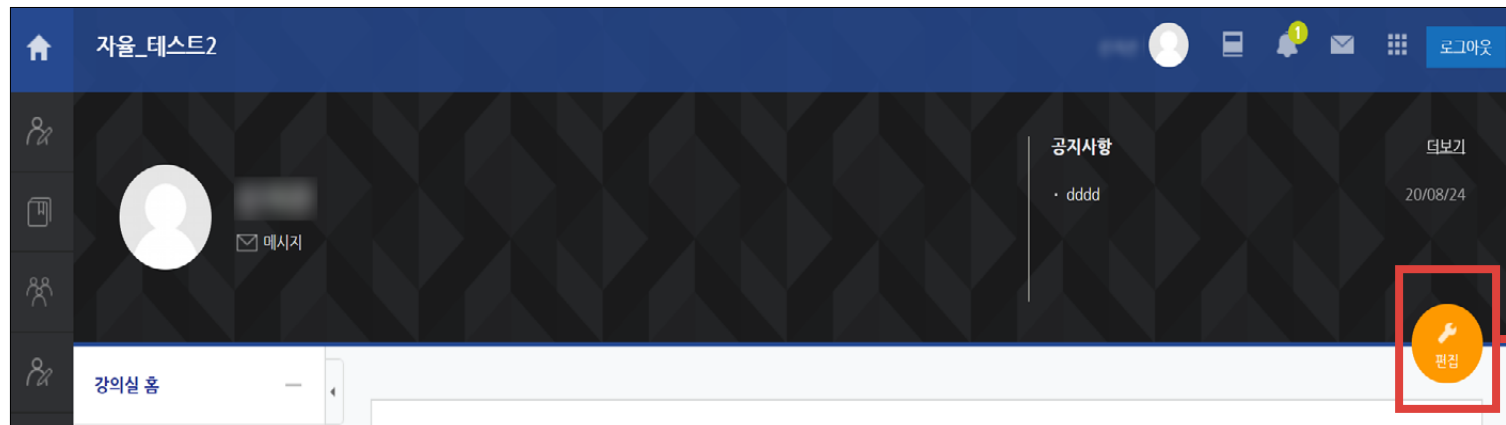 자율_테스트2
1
로그아웃
공지사항
더보기
· dddd
20/08/24
메시지
편집
강의실 홈